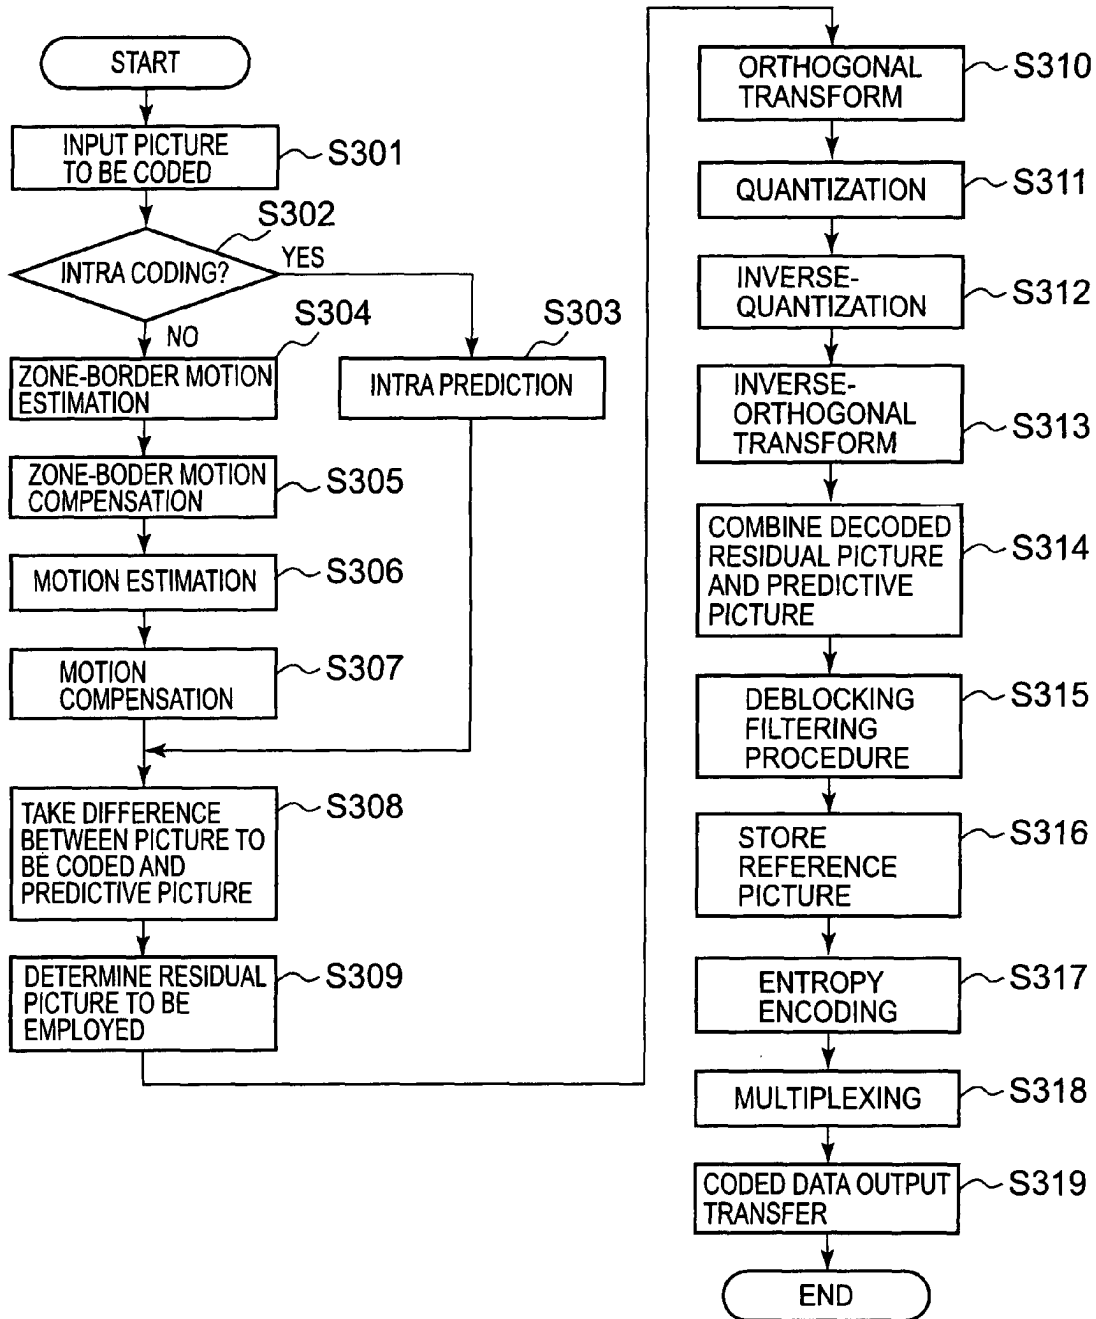 START
INPUT PICTURE
TO BE CODED
S301
S302
INTRA CODING?
YES
NO
S304
ZONE-BORDER MOTION
ESTIMATION
S303
INTRA PREDICTION
ZONE-BODER MOTION
COMPENSATION
S305
MOTION ESTIMATION
S306
MOTION
COMPENSATION
S307
TAKE DIFFERENCE
BETWEEN PICTURE TO
BE CODED AND
PREDICTIVE PICTURE
S308
DETERMINE RESIDUAL
PICTURE TO BE
EMPLOYED
S309
ORTHOGONAL
TRANSFORM
S310
QUANTIZATION
S311
INVERSE-
QUANTIZATION
S312
INVERSE-
ORTHOGONAL
TRANSFORM
S313
COMBINE DECODED
RESIDUAL PICTURE
AND PREDICTIVE
PICTURE
S314
DEBLOCKING
FILTERING
PROCEDURE
S315
STORE
REFERENCE
PICTURE
S316
ENTROPY
ENCODING
S317
MULTIPLEXING
S318
CODED DATA OUTPUT
TRANSFER
S319
END